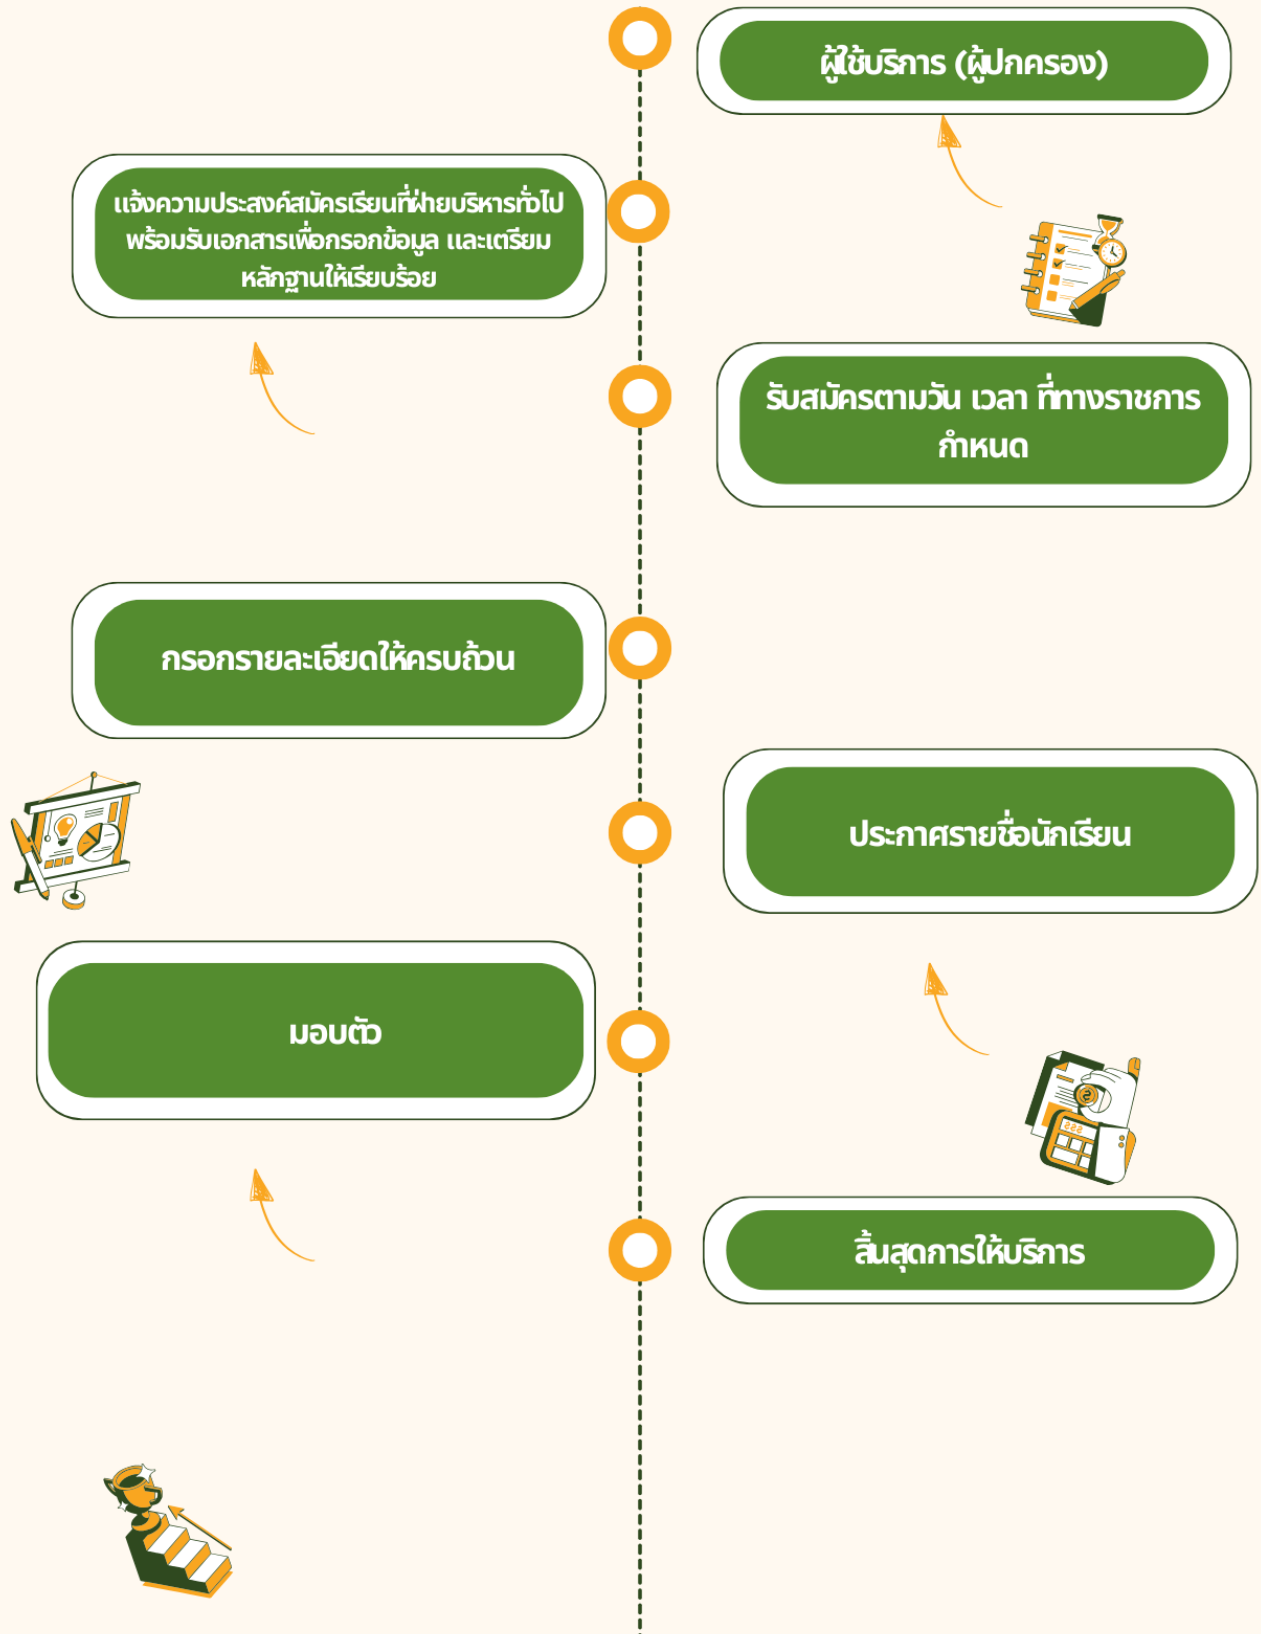 ผู้ใช้บริการ (ผู้ปกครอง)
แจ้งความประสงค์สมัครเรียนที่ฝ่ายบริหารทั่วไป
พร้อมรับเอกสารเพื่อกรอกข้อมูล และเตรียม
หลักฐานให้เรียบร้อย
รับสมัครตามวัน เวลา ที่ทางราชการ
กำหนด
กรอกรายละเอียดให้ครบถ้วน
ประกาศรายชื่อนักเรียน
มอบตัว
สิ้นสุดการให้บริการ